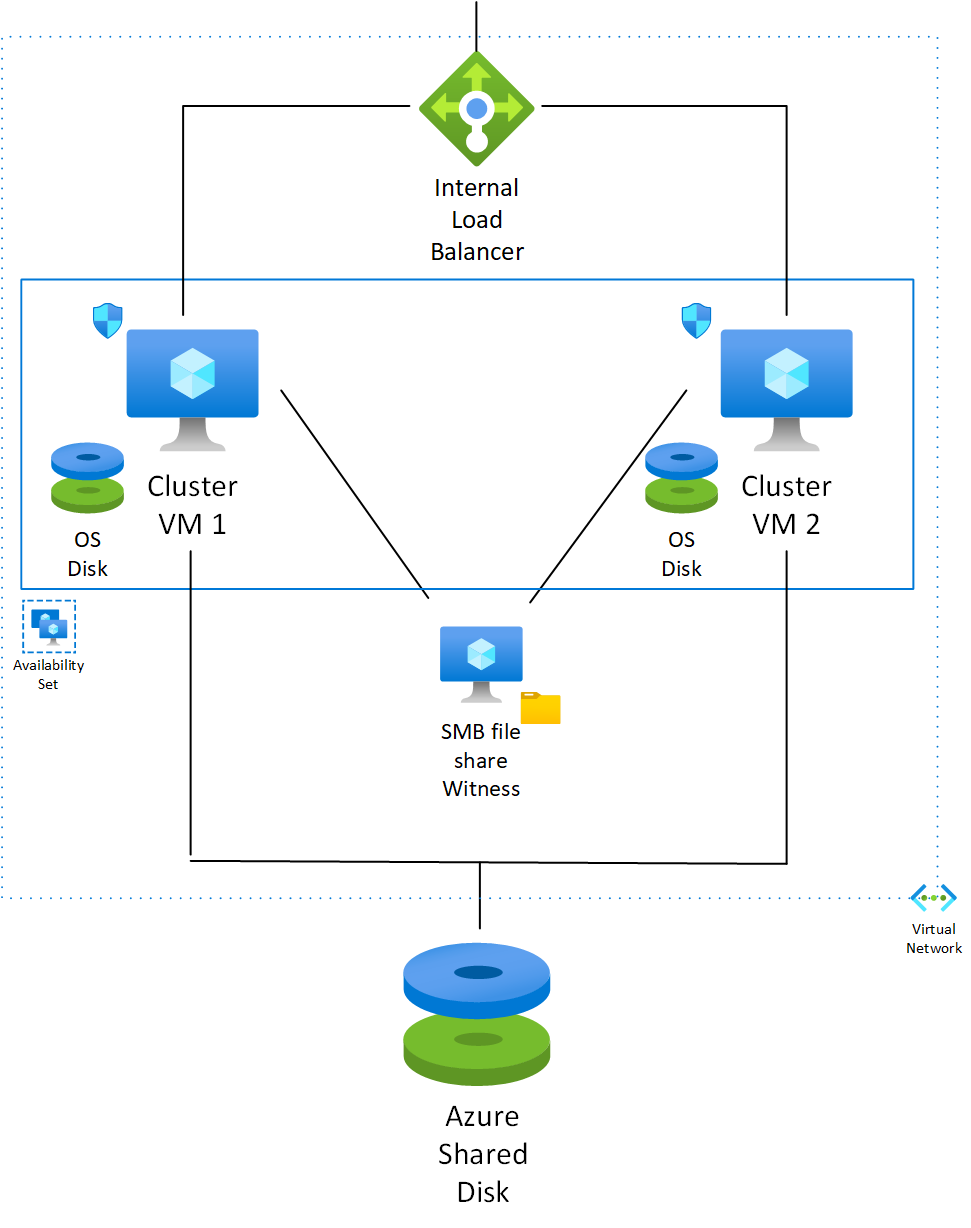 Internal
Load
Balancer
Cluster
VM 1
Cluster
VM 2
OS
Disk
OS
Disk
Availability
Set
SMB file
share
Witness
Virtual
Network
Azure
Shared
Disk